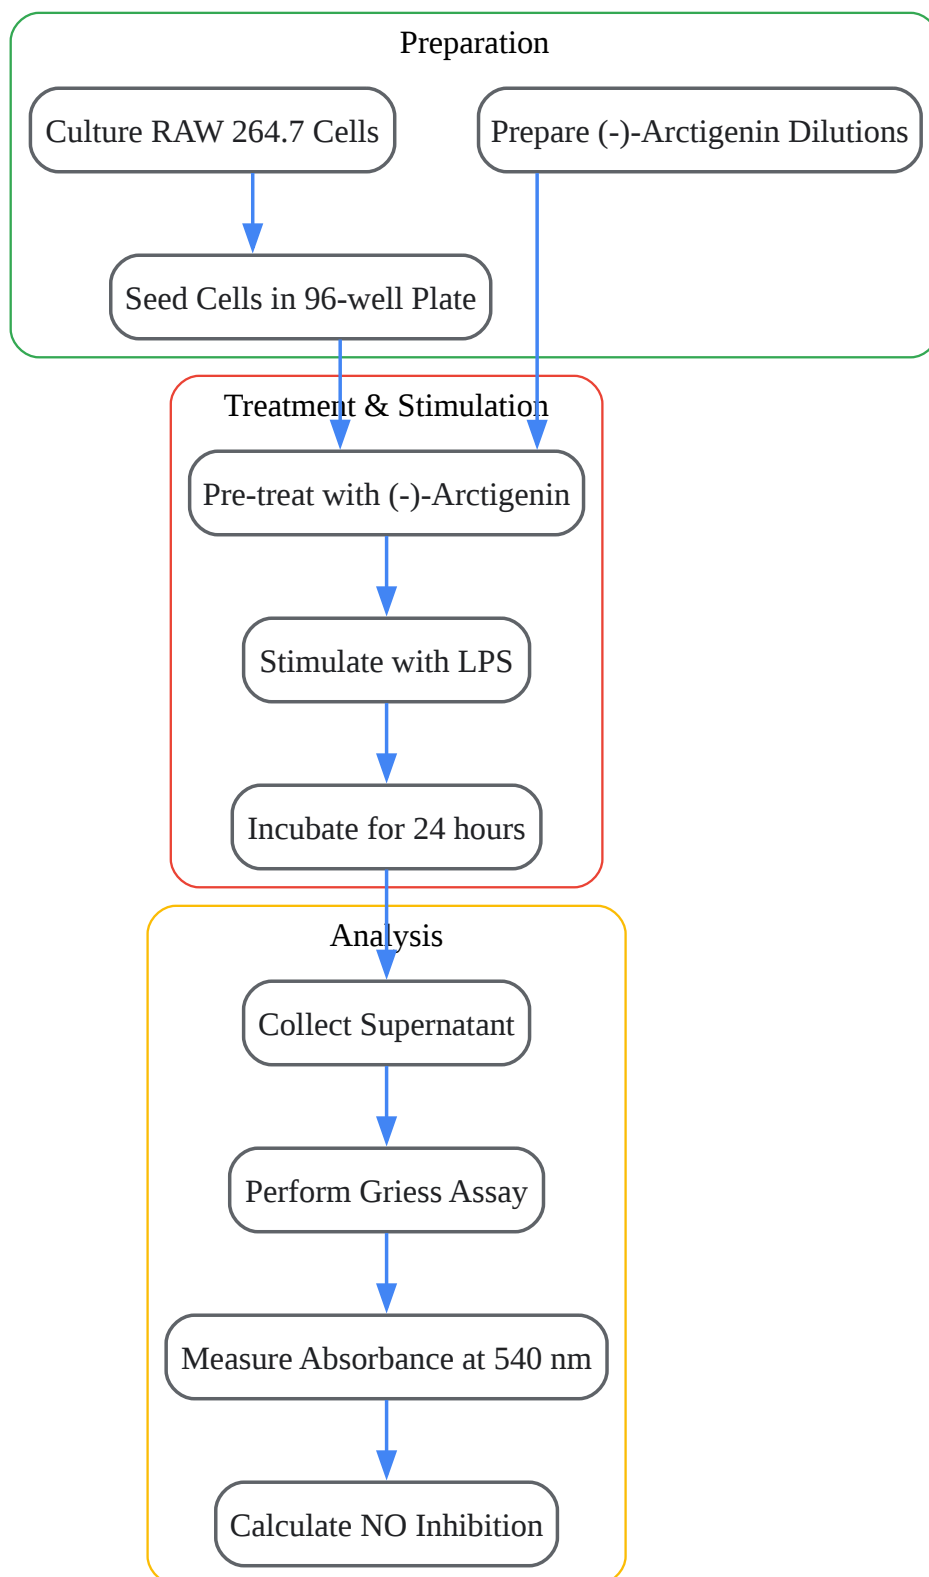 Preparation
Culture RAW 264.7 Cells
Prepare (-)-Arctigenin Dilutions
Seed Cells in 96-well Plate
Treatment & Stimulation
Pre-treat with (-)-Arctigenin
Stimulate with LPS
Incubate for 24 hours
Analysis
Collect Supernatant
Perform Griess Assay
Measure Absorbance at 540 nm
Calculate NO Inhibition